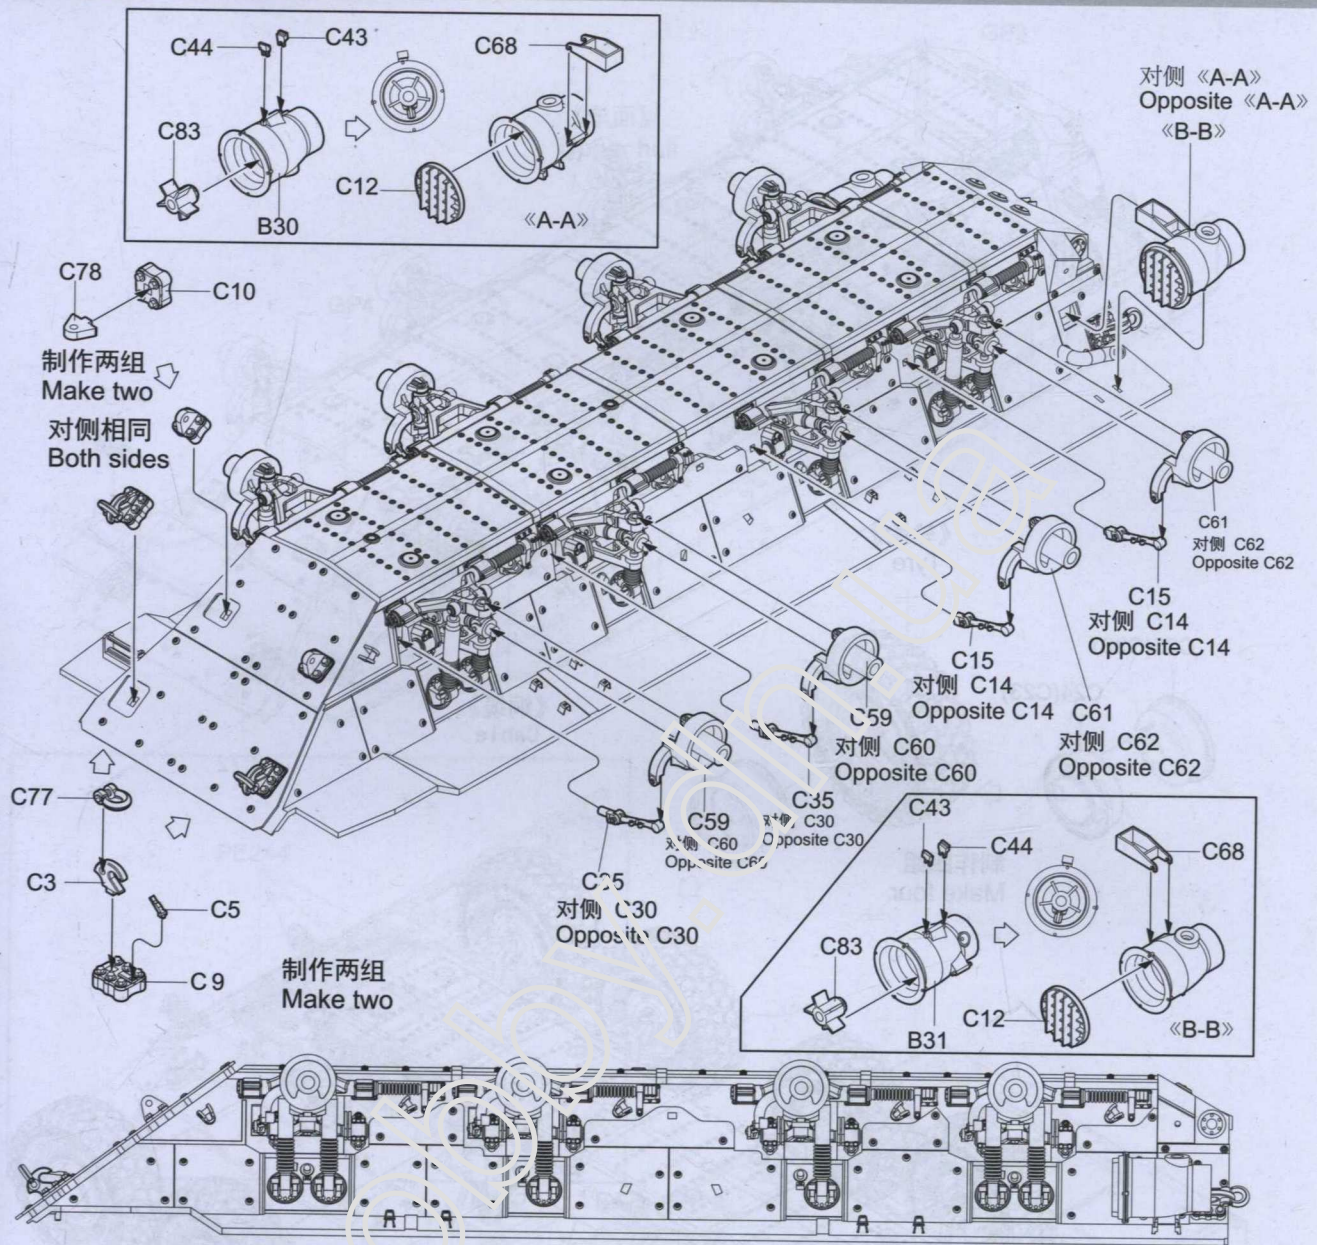 C44
C43
C68
C83
C12
B30
《A-A》
对侧 《A-A》
Opposite 《A-A》
《B-B》
C78
C10
制作两组
Make two
对侧相同
Both sides
C61
对侧 C62
Opposite C62
C15
对侧 C14
Opposite C14
C15
对侧 C14
Opposite C14
C61
对侧 C62
Opposite C62
C59
对侧 C60
Opposite C60
C35
对侧 C30
Opposite C30
C59
对侧 C60
Opposite C60
C35
对侧 C30
Opposite C30
C77
C3
C5
C9
制作两组
Make two
C43
C44
C68
C83
C12
B31
《B-B》